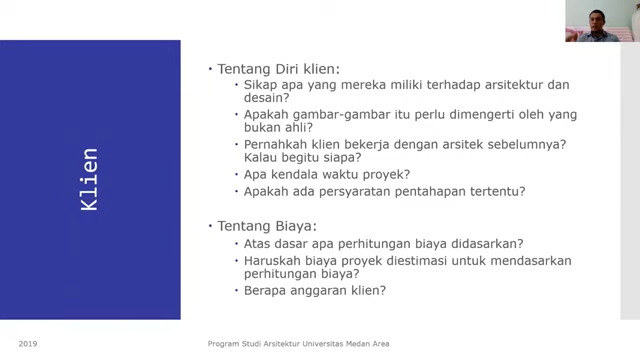 Klien
• Tentang Diri klien:
• Sikap apa yang mereka miliki terhadap arsitektur dan
desain?
• Apakah gambar-gambar itu perlu dimengerti oleh yang
bukan ahli?
• Pernahkah klien bekerja dengan arsitek sebelumnya?
Kalau begitu siapa?
• Apa kendala waktu proyek?
• Apakah ada persyaratan pentahapan tertentu?
• Tentang Biaya:
• Atas dasar apa perhitungan biaya didasarkan?
• Haruskah biaya proyek diestimasi untuk mendasarkan
perhitungan biaya?
• Berapa anggaran klien?
2019
Program Studi Arsitektur Universitas Medan Area